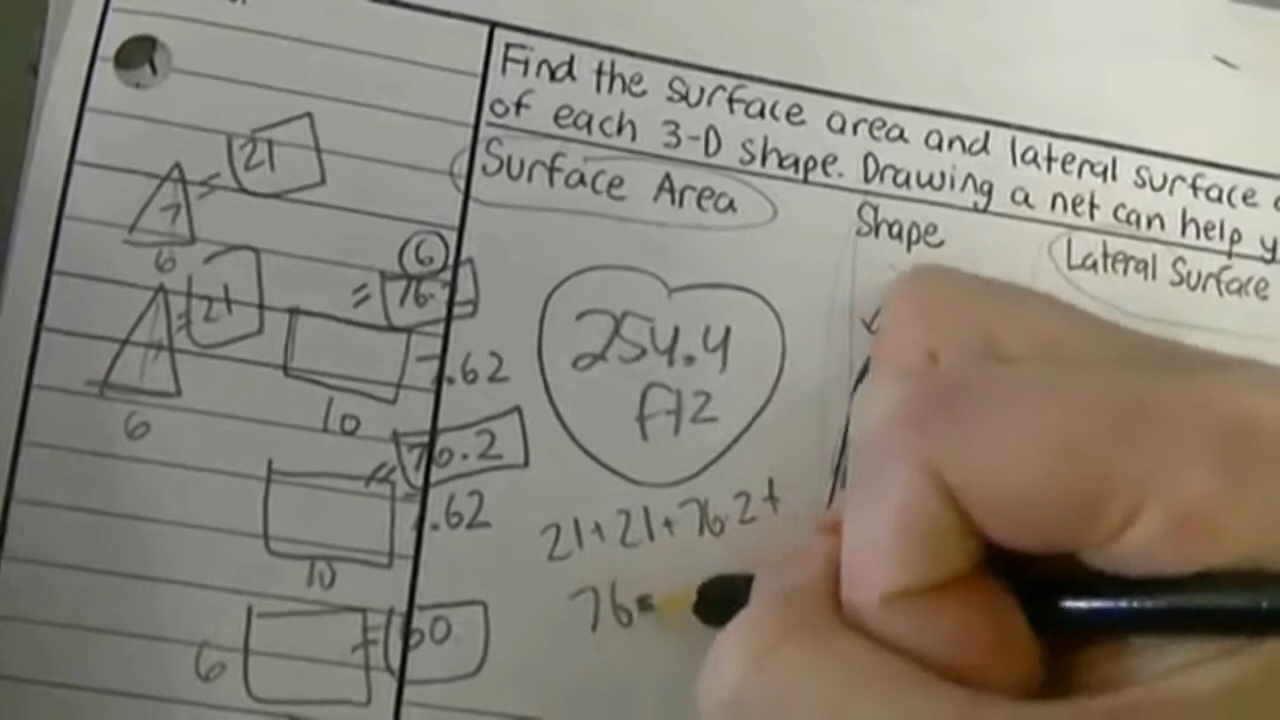 Find the surface area and lateral surface
of each 3-D shape. Drawing a net can help
Surface Area
Shape
Lateral Surface
21
7
6
21
6
6
= 76.
7.62
10
254.4
ft2
= 76.2
.62
10
21+21+76.2+
76
6
= 60